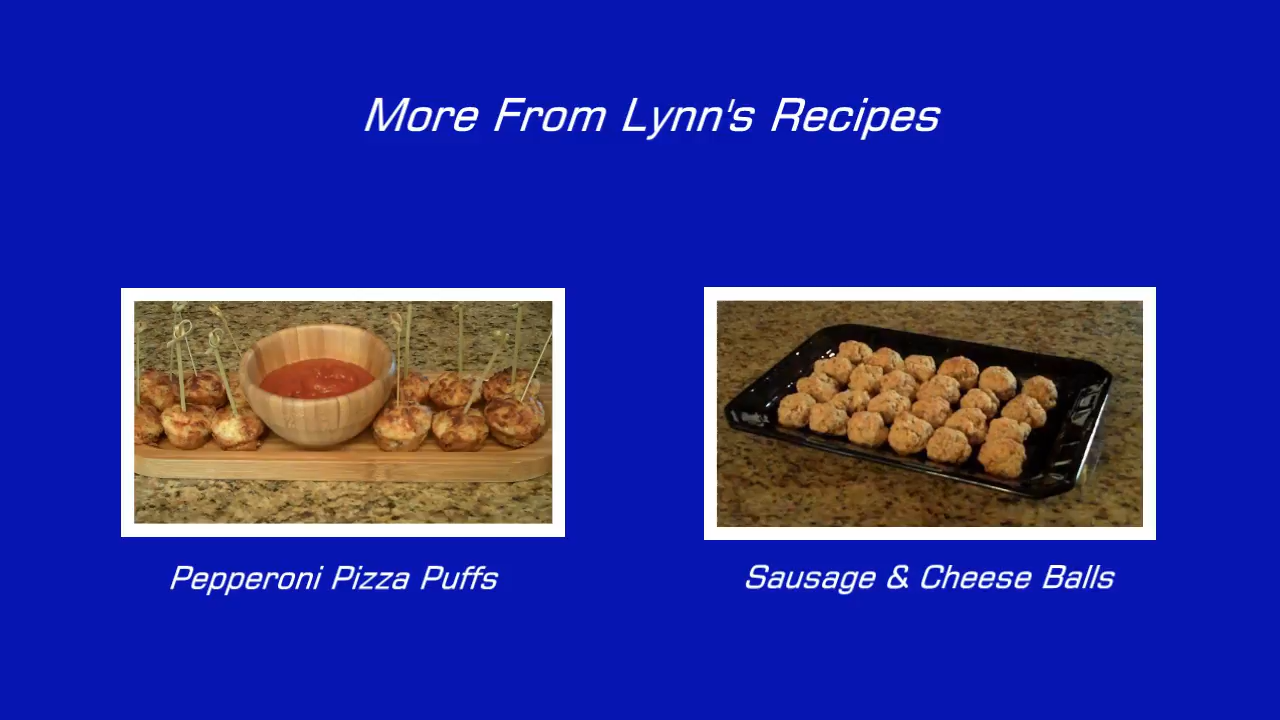 More From Lynn's Recipes
Pepperoni Pizza Puffs
Sausage & Cheese Balls